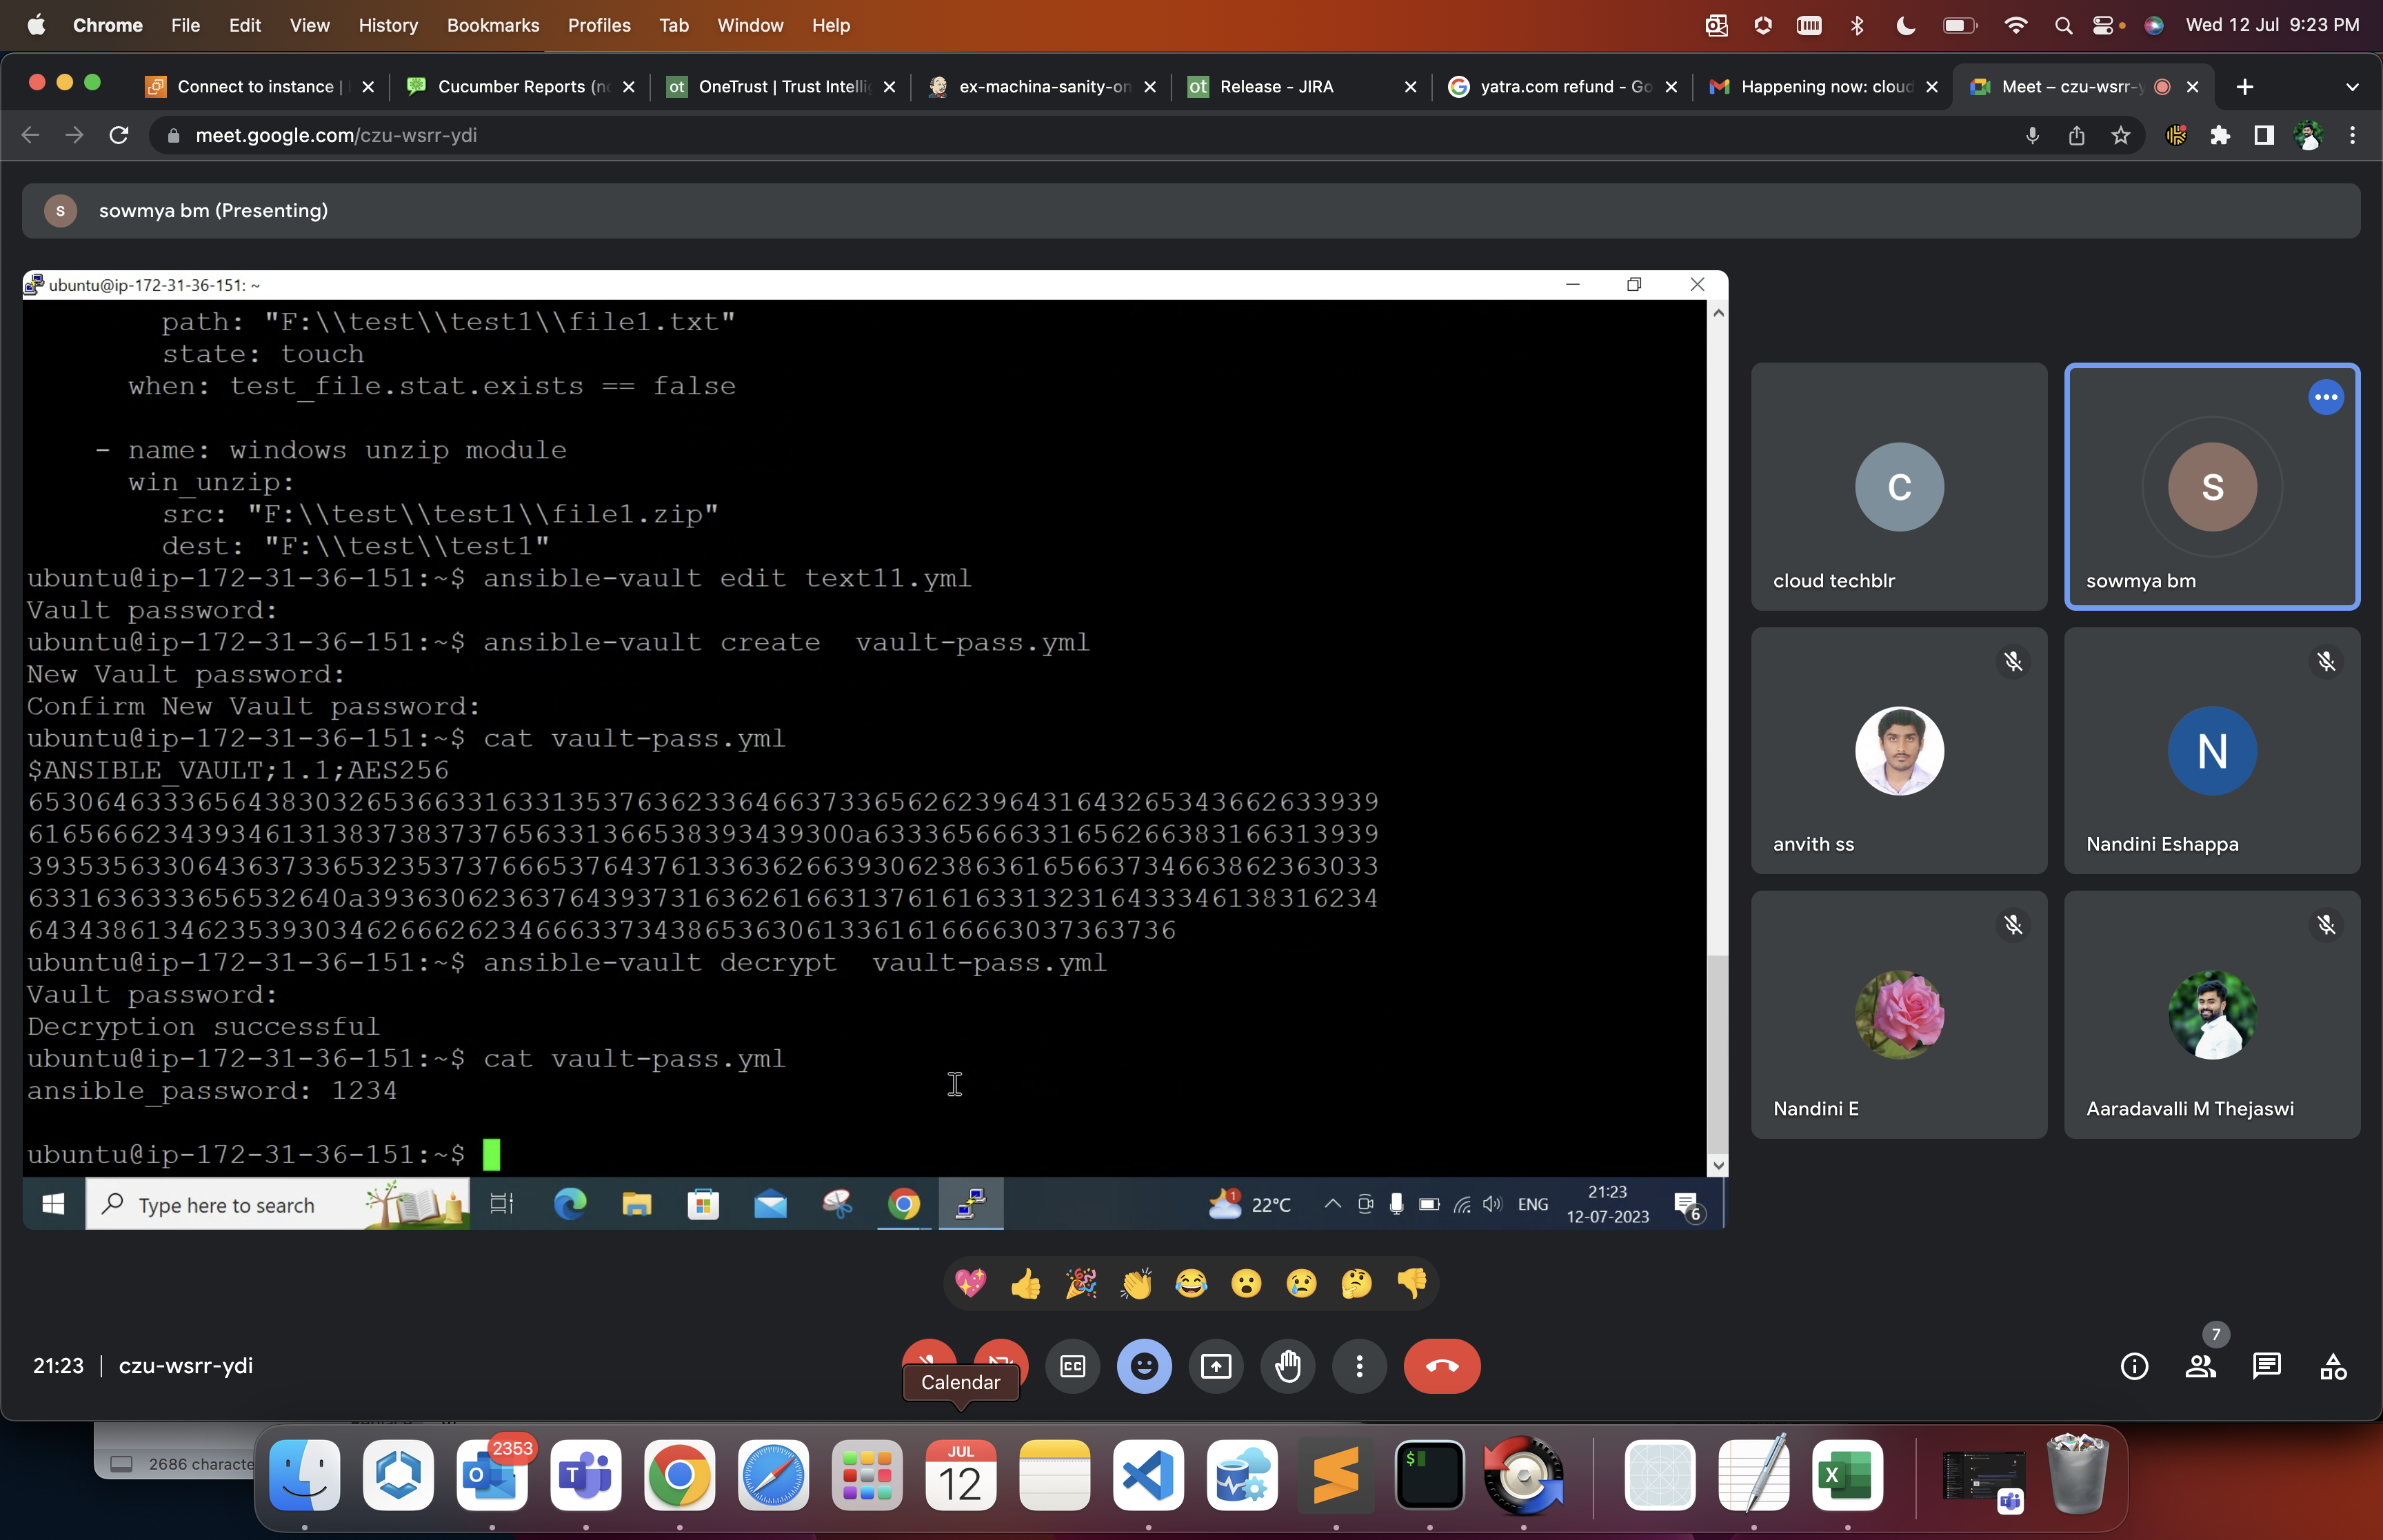 Chrome File Edit View History Bookmarks Profiles Tab Window Help
Wed 12 Jul 9:23 PM
Connect to instance |
Cucumber Reports (no
OneTrust | Trust Intellig
ex-machina-sanity-on
Release - JIRA
yatra.com refund - Go
Happening now: cloud
Meet – czu-wsrr-y
meet.google.com/czu-wsrr-ydi
S sowmya bm (Presenting)
ubuntu@ip-172-31-36-151: ~
path: "F:\\test\\test1\\file1.txt"
state: touch
when: test_file.stat.exists == false
- name: windows unzip module
win_unzip:
src: "F:\\test\\test1\\file1.zip"
dest: "F:\\test\\test1"
ubuntu@ip-172-31-36-151:~$ ansible-vault edit text11.yml
Vault password:
ubuntu@ip-172-31-36-151:~$ ansible-vault create  vault-pass.yml
New Vault password:
Confirm New Vault password:
ubuntu@ip-172-31-36-151:~$ cat vault-pass.yml
$ANSIBLE_VAULT;1.1;AES256
ubuntu@ip-172-31-36-151:~$ ansible-vault decrypt  vault-pass.yml
Vault password:
Decryption successful
ubuntu@ip-172-31-36-151:~$ cat vault-pass.yml
ansible_password: 1234
ubuntu@ip-172-31-36-151:~$
C
cloud techblr
S
sowmya bm
anvith ss
N
Nandini Eshappa
Nandini E
Aaradavalli M Thejaswi
Type here to search
1
22°C
ENG
21:23
12-07-2023
6
21:23 | czu-wsrr-ydi
CC
7
Calendar
2686 characte
2353
JUL
12